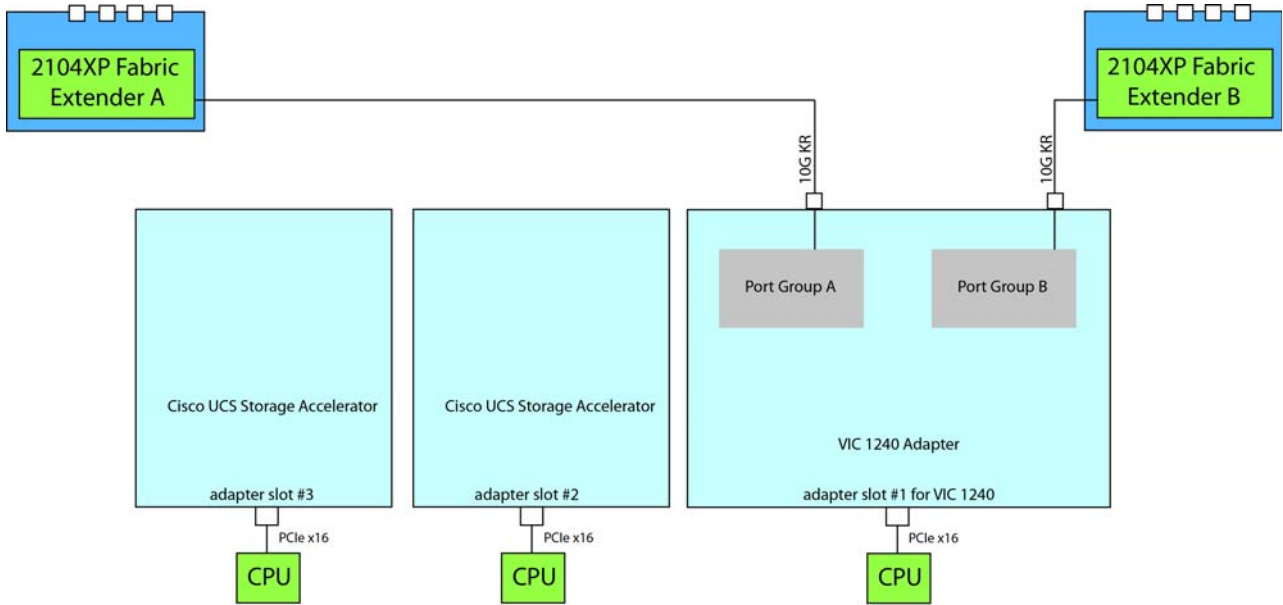 2104XP Fabric
Extender A
2104XP Fabric
Extender B
10G KR
10G KR
Port Group A
Port Group B
Cisco UCS Storage Accelerator
Cisco UCS Storage Accelerator
VIC 1240 Adapter
adapter slot #3
adapter slot #2
adapter slot #1 for VIC 1240
PCIe x16
PCIe x16
PCIe x16
CPU
CPU
CPU